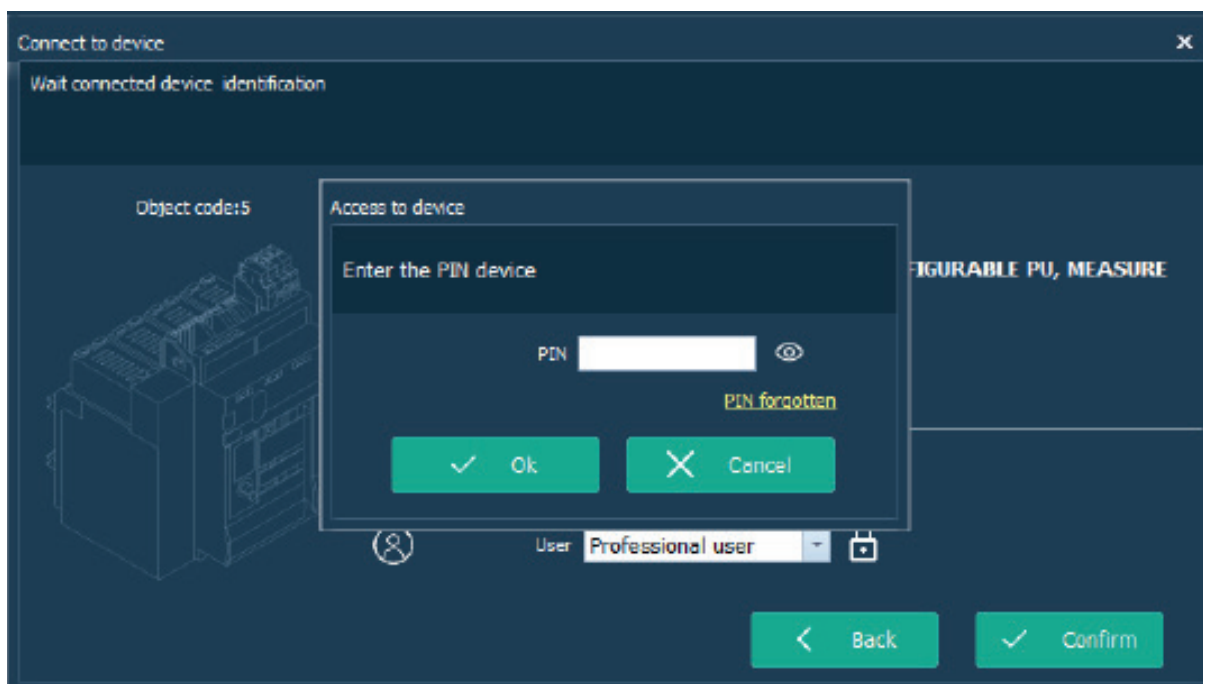 Connect to device
Wait connected device identification
Object code:5
Access to device
Enter the PIN device
FIGURABLE PU, MEASURE
PIN
PIN forgotten
Ok
Cancel
User Professional user
Back
Confirm